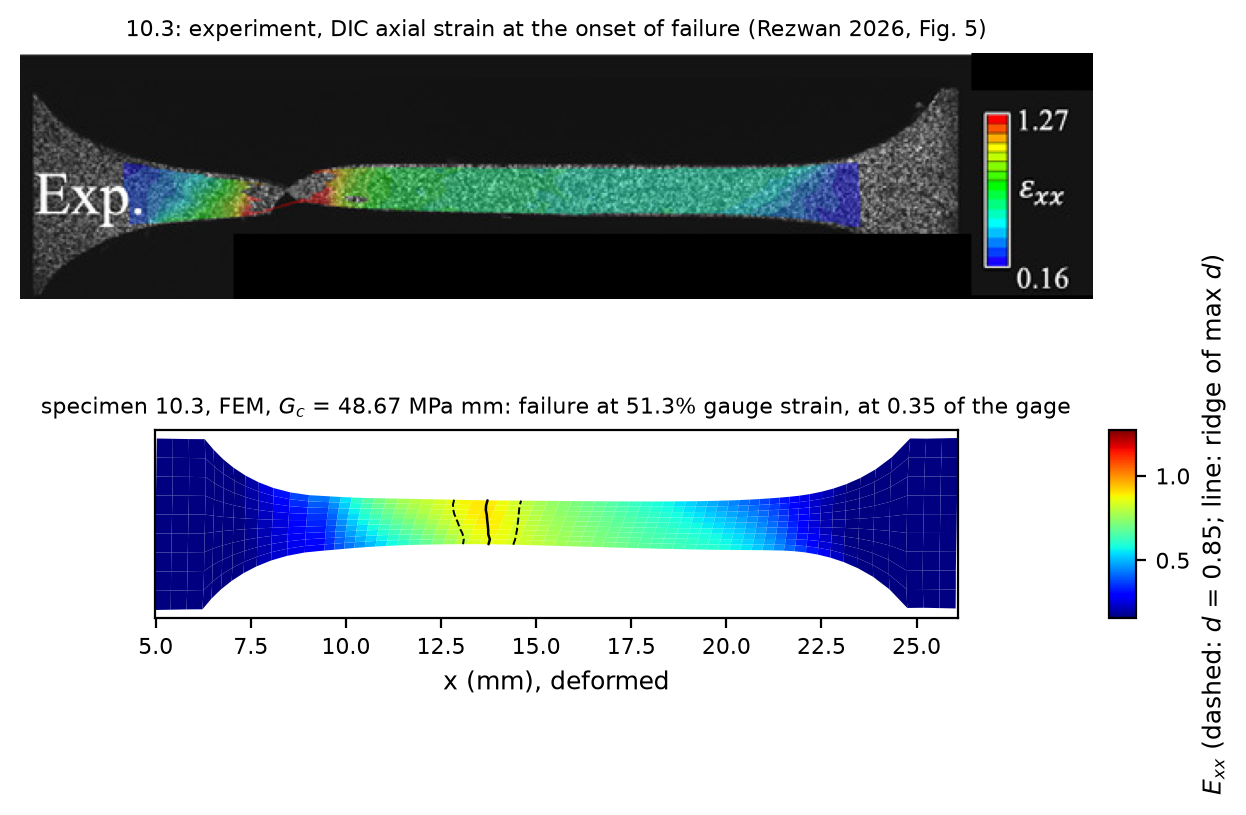 10.3: experiment, DIC axial strain at the onset of failure (Rezwan 2026, Fig. 5)
Exp.
1.27
εxx
0.16
specimen 10.3, FEM, Gc = 48.67 MPa mm: failure at 51.3% gauge strain, at 0.35 of the gage
1.0
0.5
5.0 7.5 10.0 12.5 15.0 17.5 20.0 22.5 25.0
x (mm), deformed
Exx (dashed: d = 0.85; line: ridge of max d)